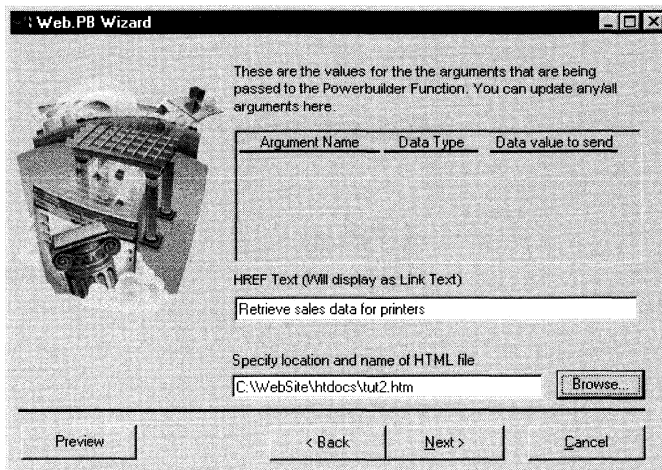 Web.PB Wizard
These are the values for the the arguments that are being
passed to the Powerbuilder Function. You can update any/all
arguments here.
Argument Name Data Type Data value to send
HREF Text (Will display as Link Text)
Retrieve sales data for printers
Specify location and name of HTML file
C:\WebSite\htdocs\tut2.htm Browse...
Preview < Back Next > Cancel